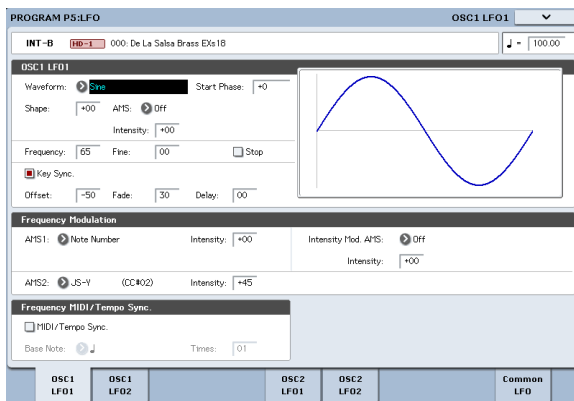 PROGRAM P5:LFO OSC1 LFO1
INT-B HD-1 000: De La Salsa Brass EXs18 ♩ = 100.00
OSC1 LFO1
Waveform: Sine Start Phase: +0
Shape: +00 AMS: Off
Intensity: +00
Frequency: 65 Fine: 00 Stop
Key Sync.
Offset: -50 Fade: 30 Delay: 00
Frequency Modulation
AMS1: Note Number Intensity: +00 Intensity Mod. AMS: Off
Intensity: +00
AMS2: JS-Y (CC#02) Intensity: +45
Frequency MIDI/Tempo Sync.
MIDI/Tempo Sync.
Base Note: ♩ Times: 01
OSC1 LFO1 OSC1 LFO2 OSC2 LFO1 OSC2 LFO2 Common LFO